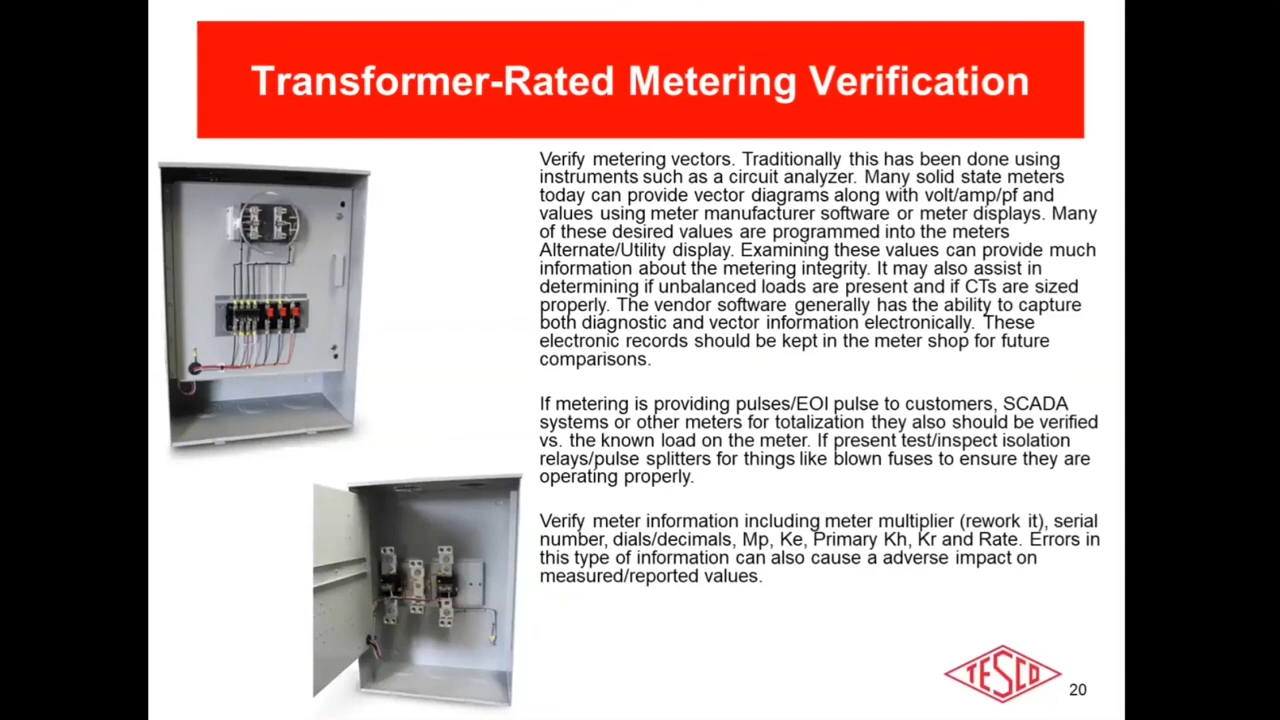 Transformer-Rated Metering Verification
Verify metering vectors. Traditionally this has been done using
instruments such as a circuit analyzer. Many solid state meters
today can provide vector diagrams along with volt/amp/pf and
values using meter manufacturer software or meter displays. Many
of these desired values are programmed into the meters
Alternate/Utility display. Examining these values can provide much
information about the metering integrity. It may also assist in
determining if unbalanced loads are present and if CTs are sized
properly. The vendor software generally has the ability to capture
both diagnostic and vector information electronically. These
electronic records should be kept in the meter shop for future
comparisons.
If metering is providing pulses/EOI pulse to customers, SCADA
systems or other meters for totalization they also should be verified
vs. the known load on the meter. If present test/inspect isolation
relays/pulse splitters for things like blown fuses to ensure they are
operating properly.
Verify meter information including meter multiplier (rework it), serial
number, dials/decimals, Mp, Ke, Primary Kh, Kr and Rate. Errors in
this type of information can also cause a adverse impact on
measured/reported values.
TESCO
20